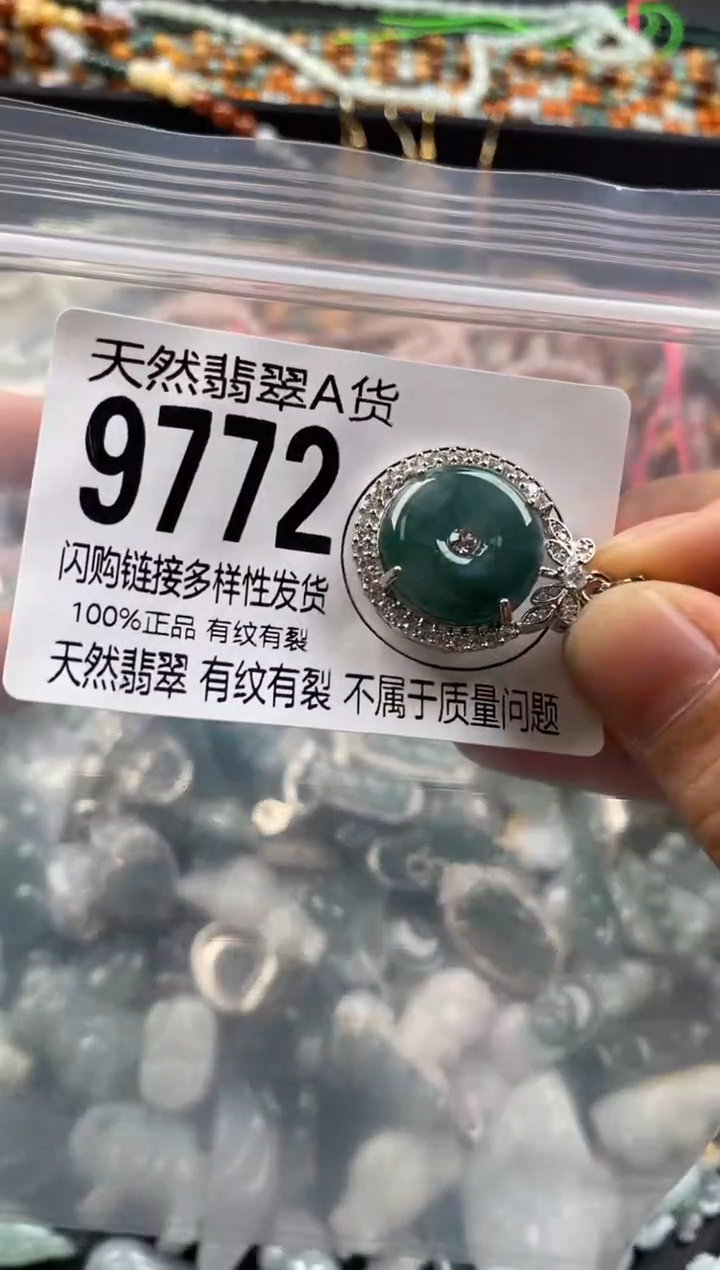 天然翡翠A货
9772
闪购链接多样性发货
100%正品 有纹有裂
天然翡翠 有纹有裂 不属于质量问题